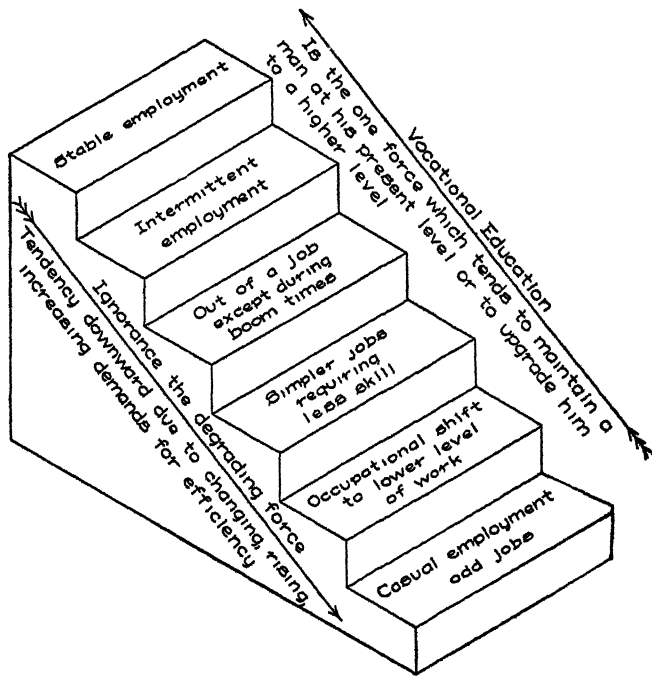 Vocational Education
Is the one force which tends to maintain a
man at his present level or to upgrade him
to a higher level
Stable employment
Intermittent
employment
Out of a job
except during
boom times
Simpler jobs
requiring
less skill
Occupational shift
to lower level
of work
Casual employment
odd jobs
Ignorance the degrading force
Tendency downward due to changing, rising,
increasing demands for efficiency